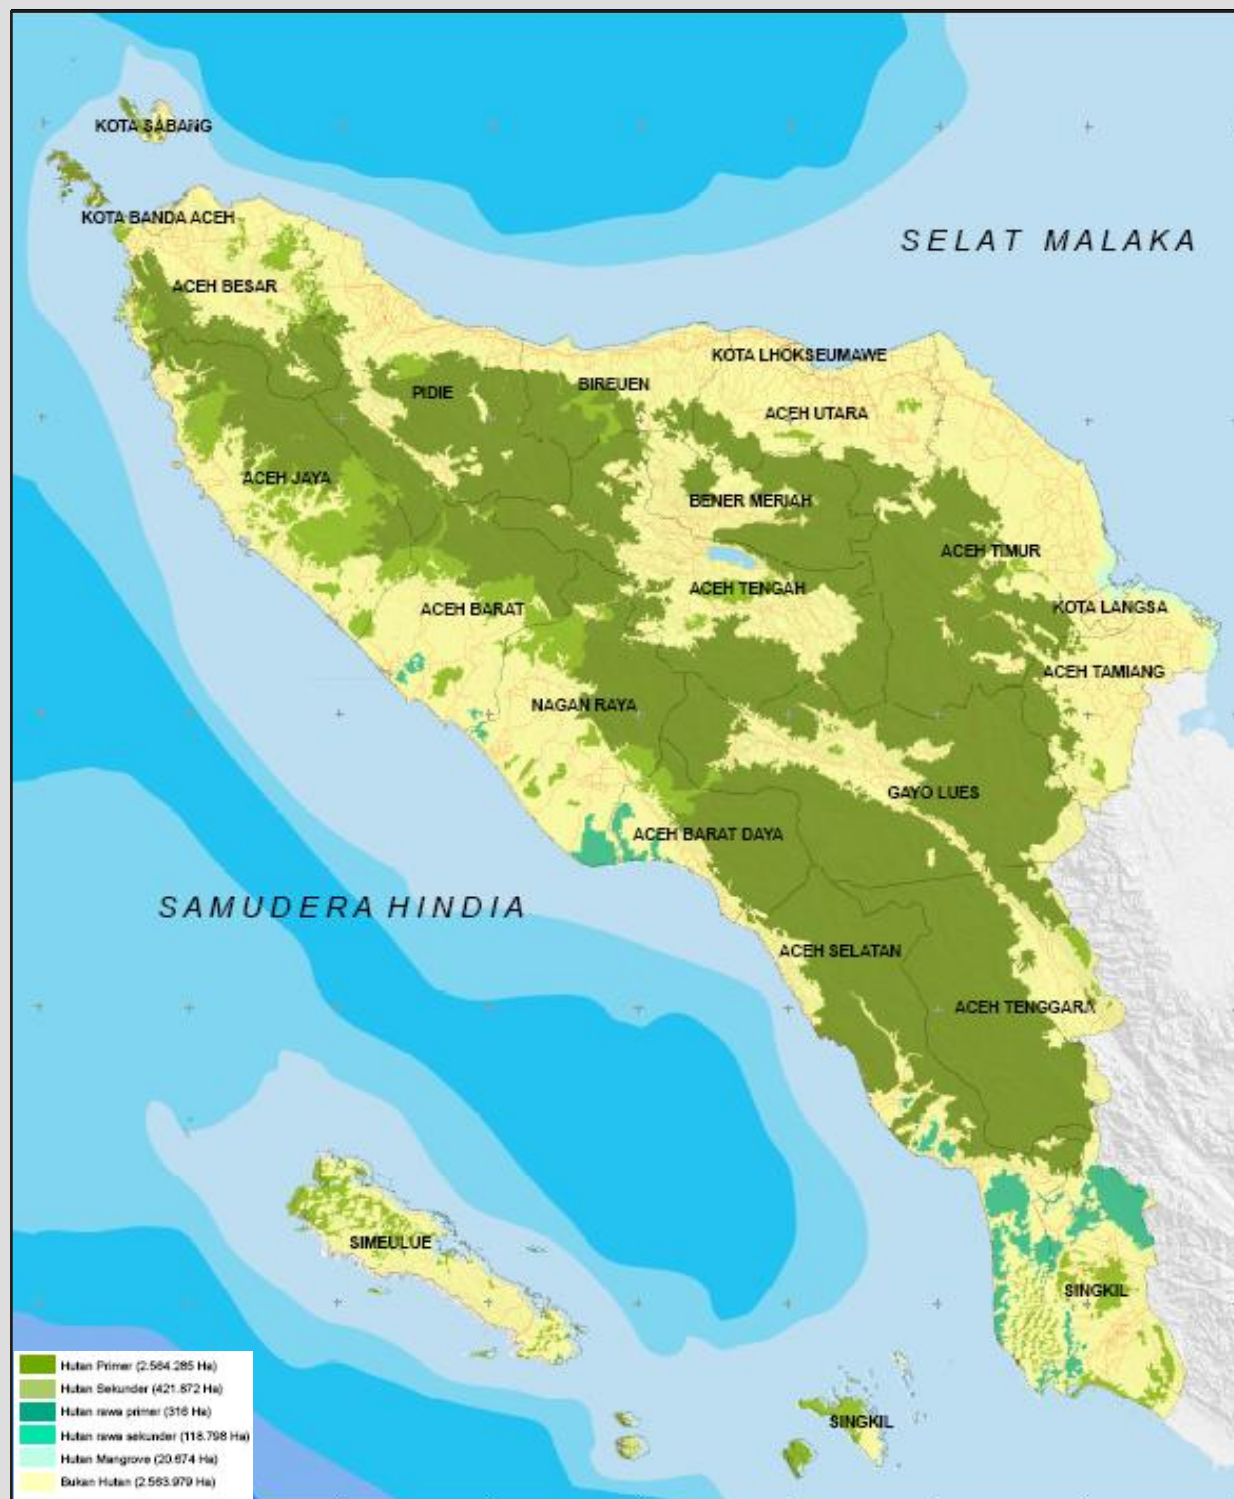 KOTA SABANG
KOTA BANDA ACEH
SELAT MALAKA
ACEH BESAR
KOTA LHOKSEUMAWE
BIREUEN
PIDIE
ACEH UTARA
ACEH JAYA
BENER MERIAH
ACEH TIMUR
ACEH TENGAH
KOTA LANGSA
ACEH BARAT
ACEH TAMIANG
NAGAN RAYA
GAYO LUES
ACEH BARAT DAYA
SAMUDERA HINDIA
ACEH SELATAN
ACEH TENGGARA
SIMEULUE
SINGKIL
SINGKIL
Hutan Primer (2.564.285 Ha)
Hutan Sekunder (421.872 Ha)
Hutan rawa primer (316 Ha)
Hutan rawa sekunder (118.798 Ha)
Hutan Mangrove (20.674 Ha)
Bukan Hutan (2.563.979 Ha)